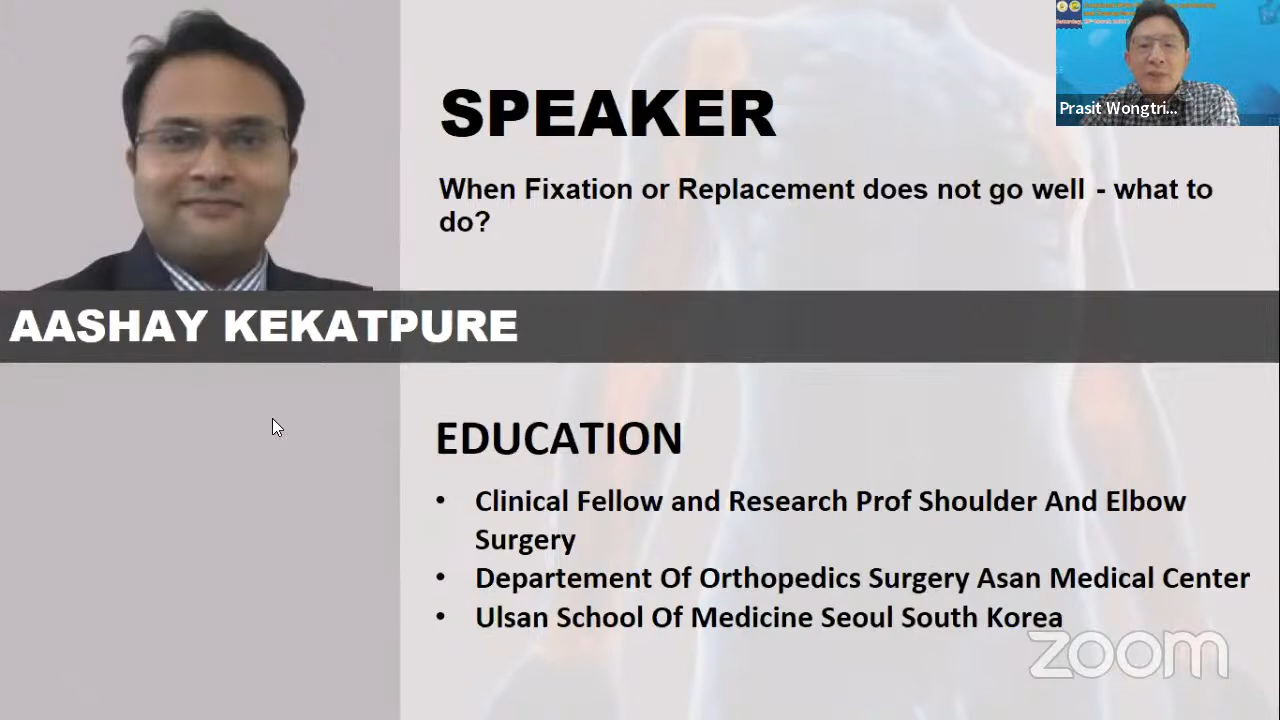 SPEAKER
When Fixation or Replacement does not go well - what to
do?
Prasit Wongtri...
AASHAY KEKATPURE
EDUCATION
• Clinical Fellow and Research Prof Shoulder And Elbow
Surgery
• Departement Of Orthopedics Surgery Asan Medical Center
• Ulsan School Of Medicine Seoul South Korea
zoom